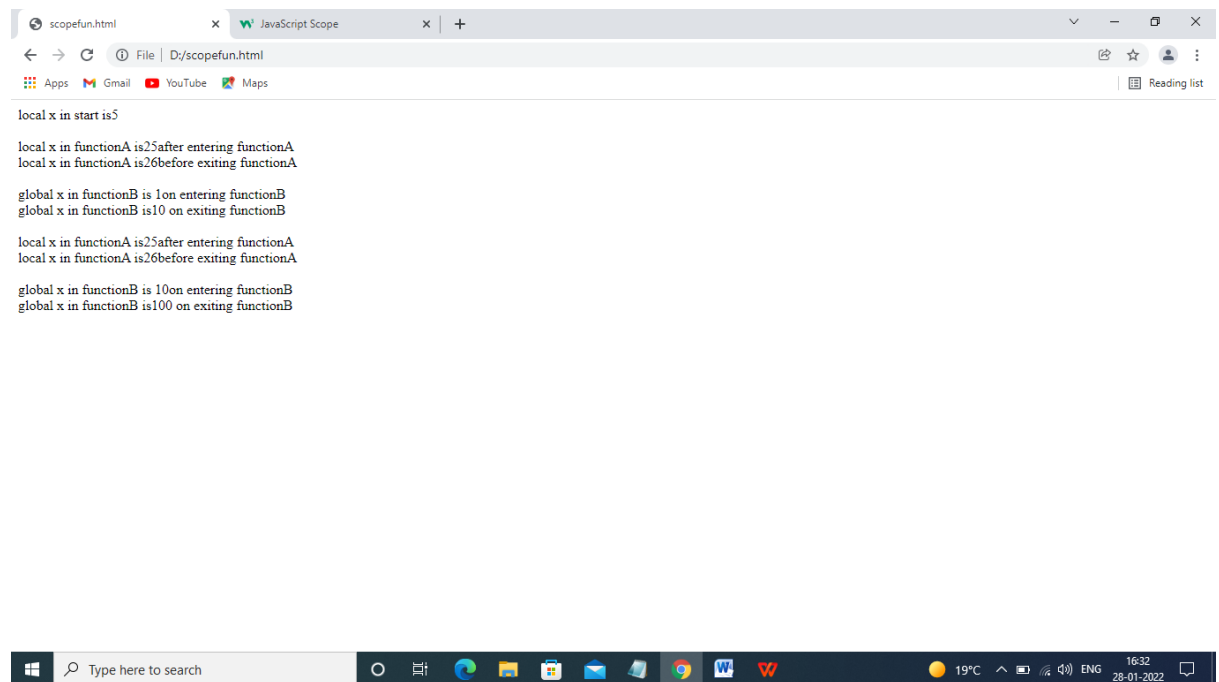 scopefun.html
JavaScript Scope
File
D:/scopefun.html
Apps
Gmail
YouTube
Maps
Reading list
local x in start is5
local x in functionA is25after entering functionA
local x in functionA is26before exiting functionA
global x in functionB is 1on entering functionB
global x in functionB is10 on exiting functionB
local x in functionA is25after entering functionA
local x in functionA is26before exiting functionA
global x in functionB is 10on entering functionB
global x in functionB is100 on exiting functionB
Type here to search
19°C
ENG
16:32
28-01-2022